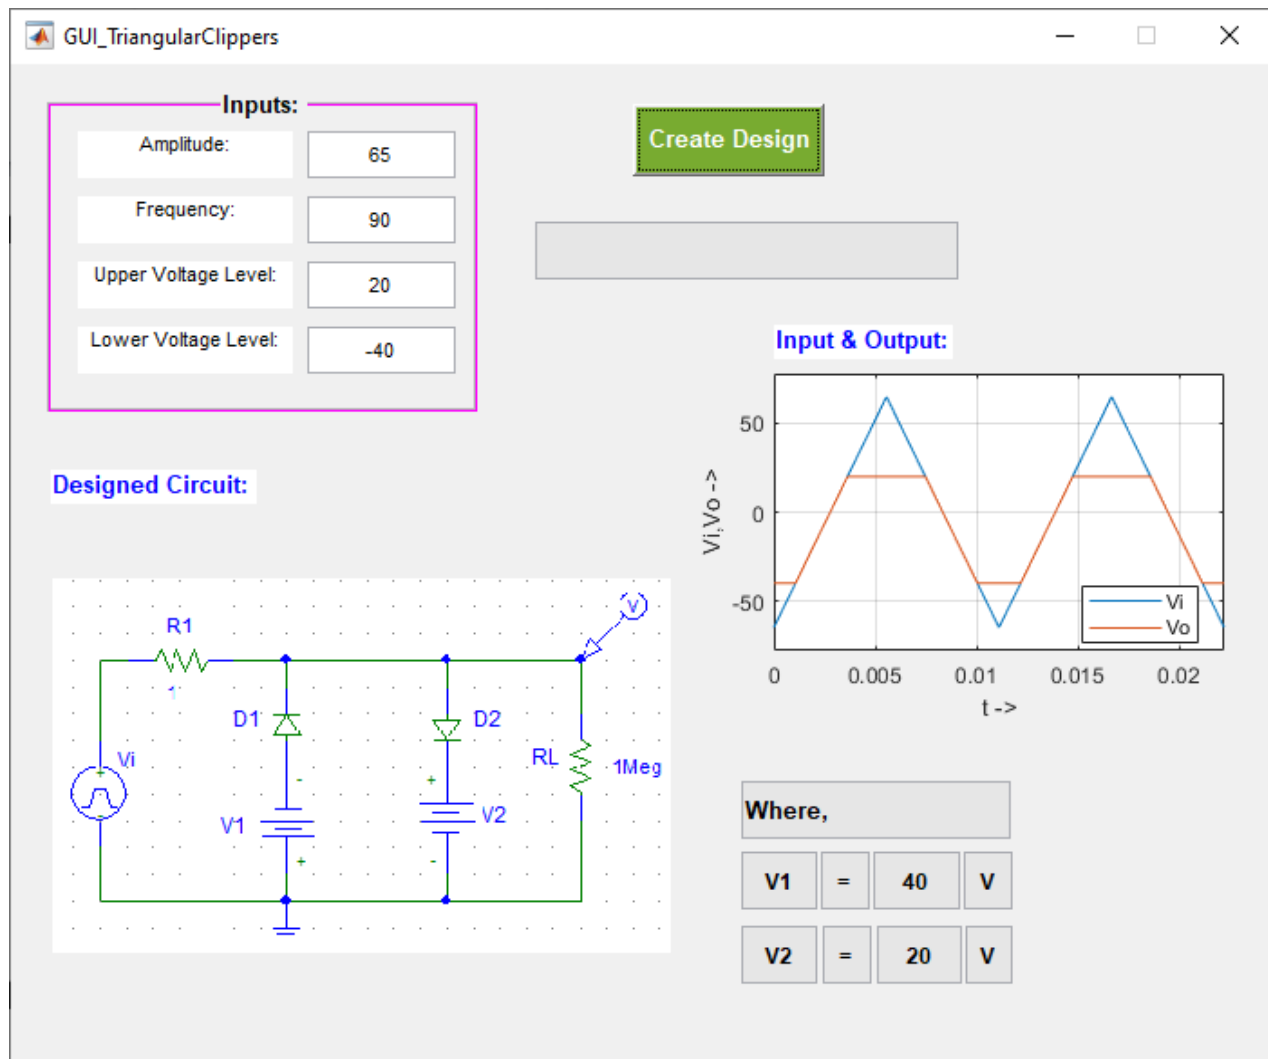 GUI_TriangularClippers
Inputs:
Amplitude:
65
Frequency:
90
Upper Voltage Level:
20
Lower Voltage Level:
-40
Create Design
Input & Output:
50
0
-50
Vi,Vo ->
Vi
Vo
0
0.005
0.01
0.015
0.02
t ->
Designed Circuit:
V
R1
1
D1
D2
Vi
RL
1Meg
-
+
+
V1
V2
+
-
Where,
V1 = 40 V
V2 = 20 V